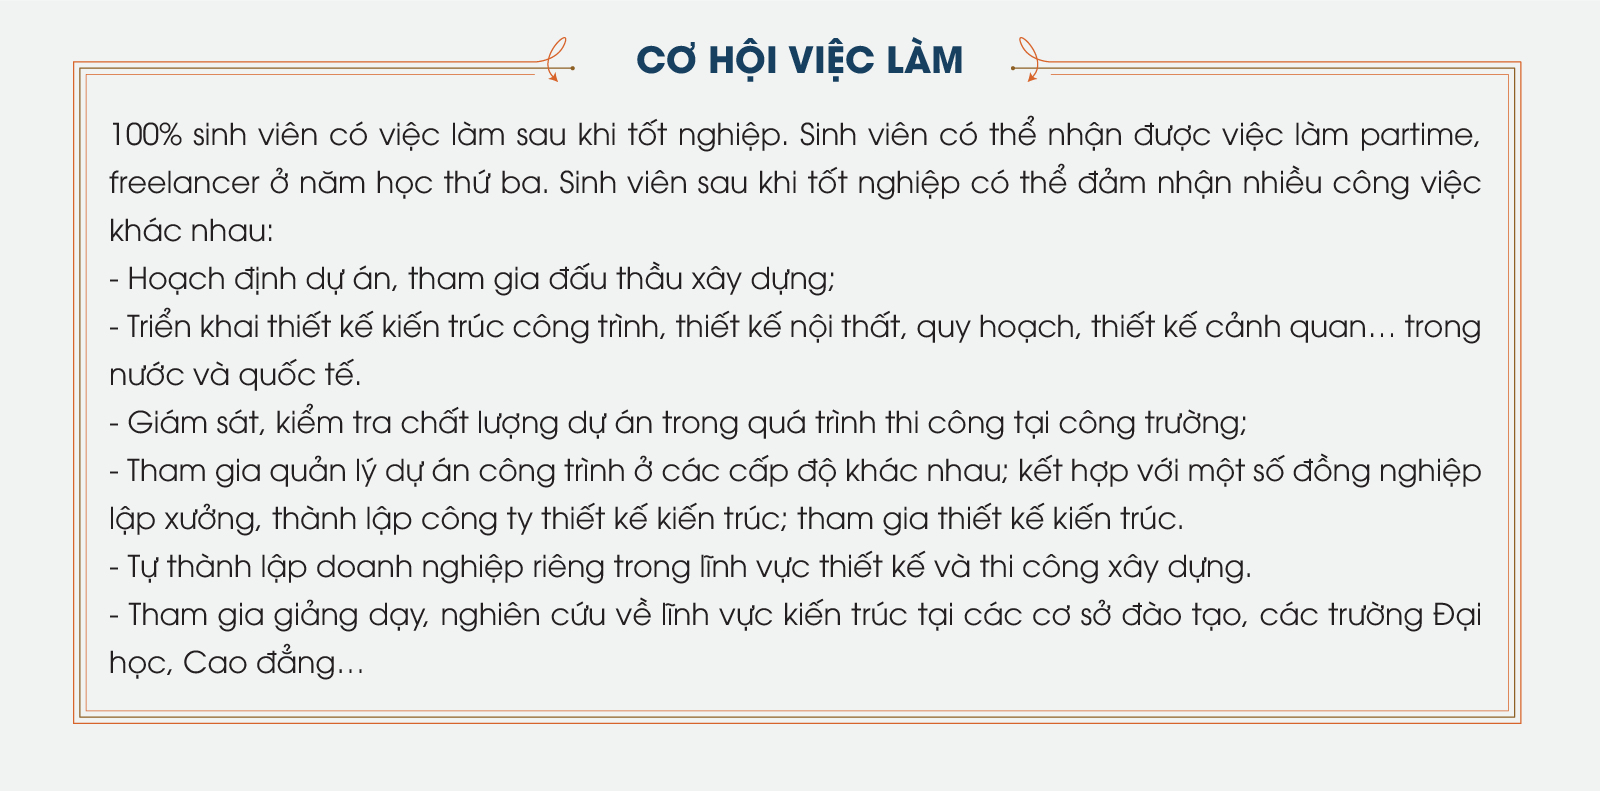 CƠ HỘI VIỆC LÀM
100% sinh viên có việc làm sau khi tốt nghiệp. Sinh viên có thể nhận được việc làm partime,
freelancer ở năm học thứ ba. Sinh viên sau khi tốt nghiệp có thể đảm nhận nhiều công việc
khác nhau:
- Hoạch định dự án, tham gia đấu thầu xây dựng;
- Triển khai thiết kế kiến trúc công trình, thiết kế nội thất, quy hoạch, thiết kế cảnh quan... trong
nước và quốc tế.
- Giám sát, kiểm tra chất lượng dự án trong quá trình thi công tại công trường;
- Tham gia quản lý dự án công trình ở các cấp độ khác nhau; kết hợp với một số đồng nghiệp
lập xưởng, thành lập công ty thiết kế kiến trúc; tham gia thiết kế kiến trúc.
- Tự thành lập doanh nghiệp riêng trong lĩnh vực thiết kế và thi công xây dựng.
- Tham gia giảng dạy, nghiên cứu về lĩnh vực kiến trúc tại các cơ sở đào tạo, các trường Đại
học, Cao đẳng...